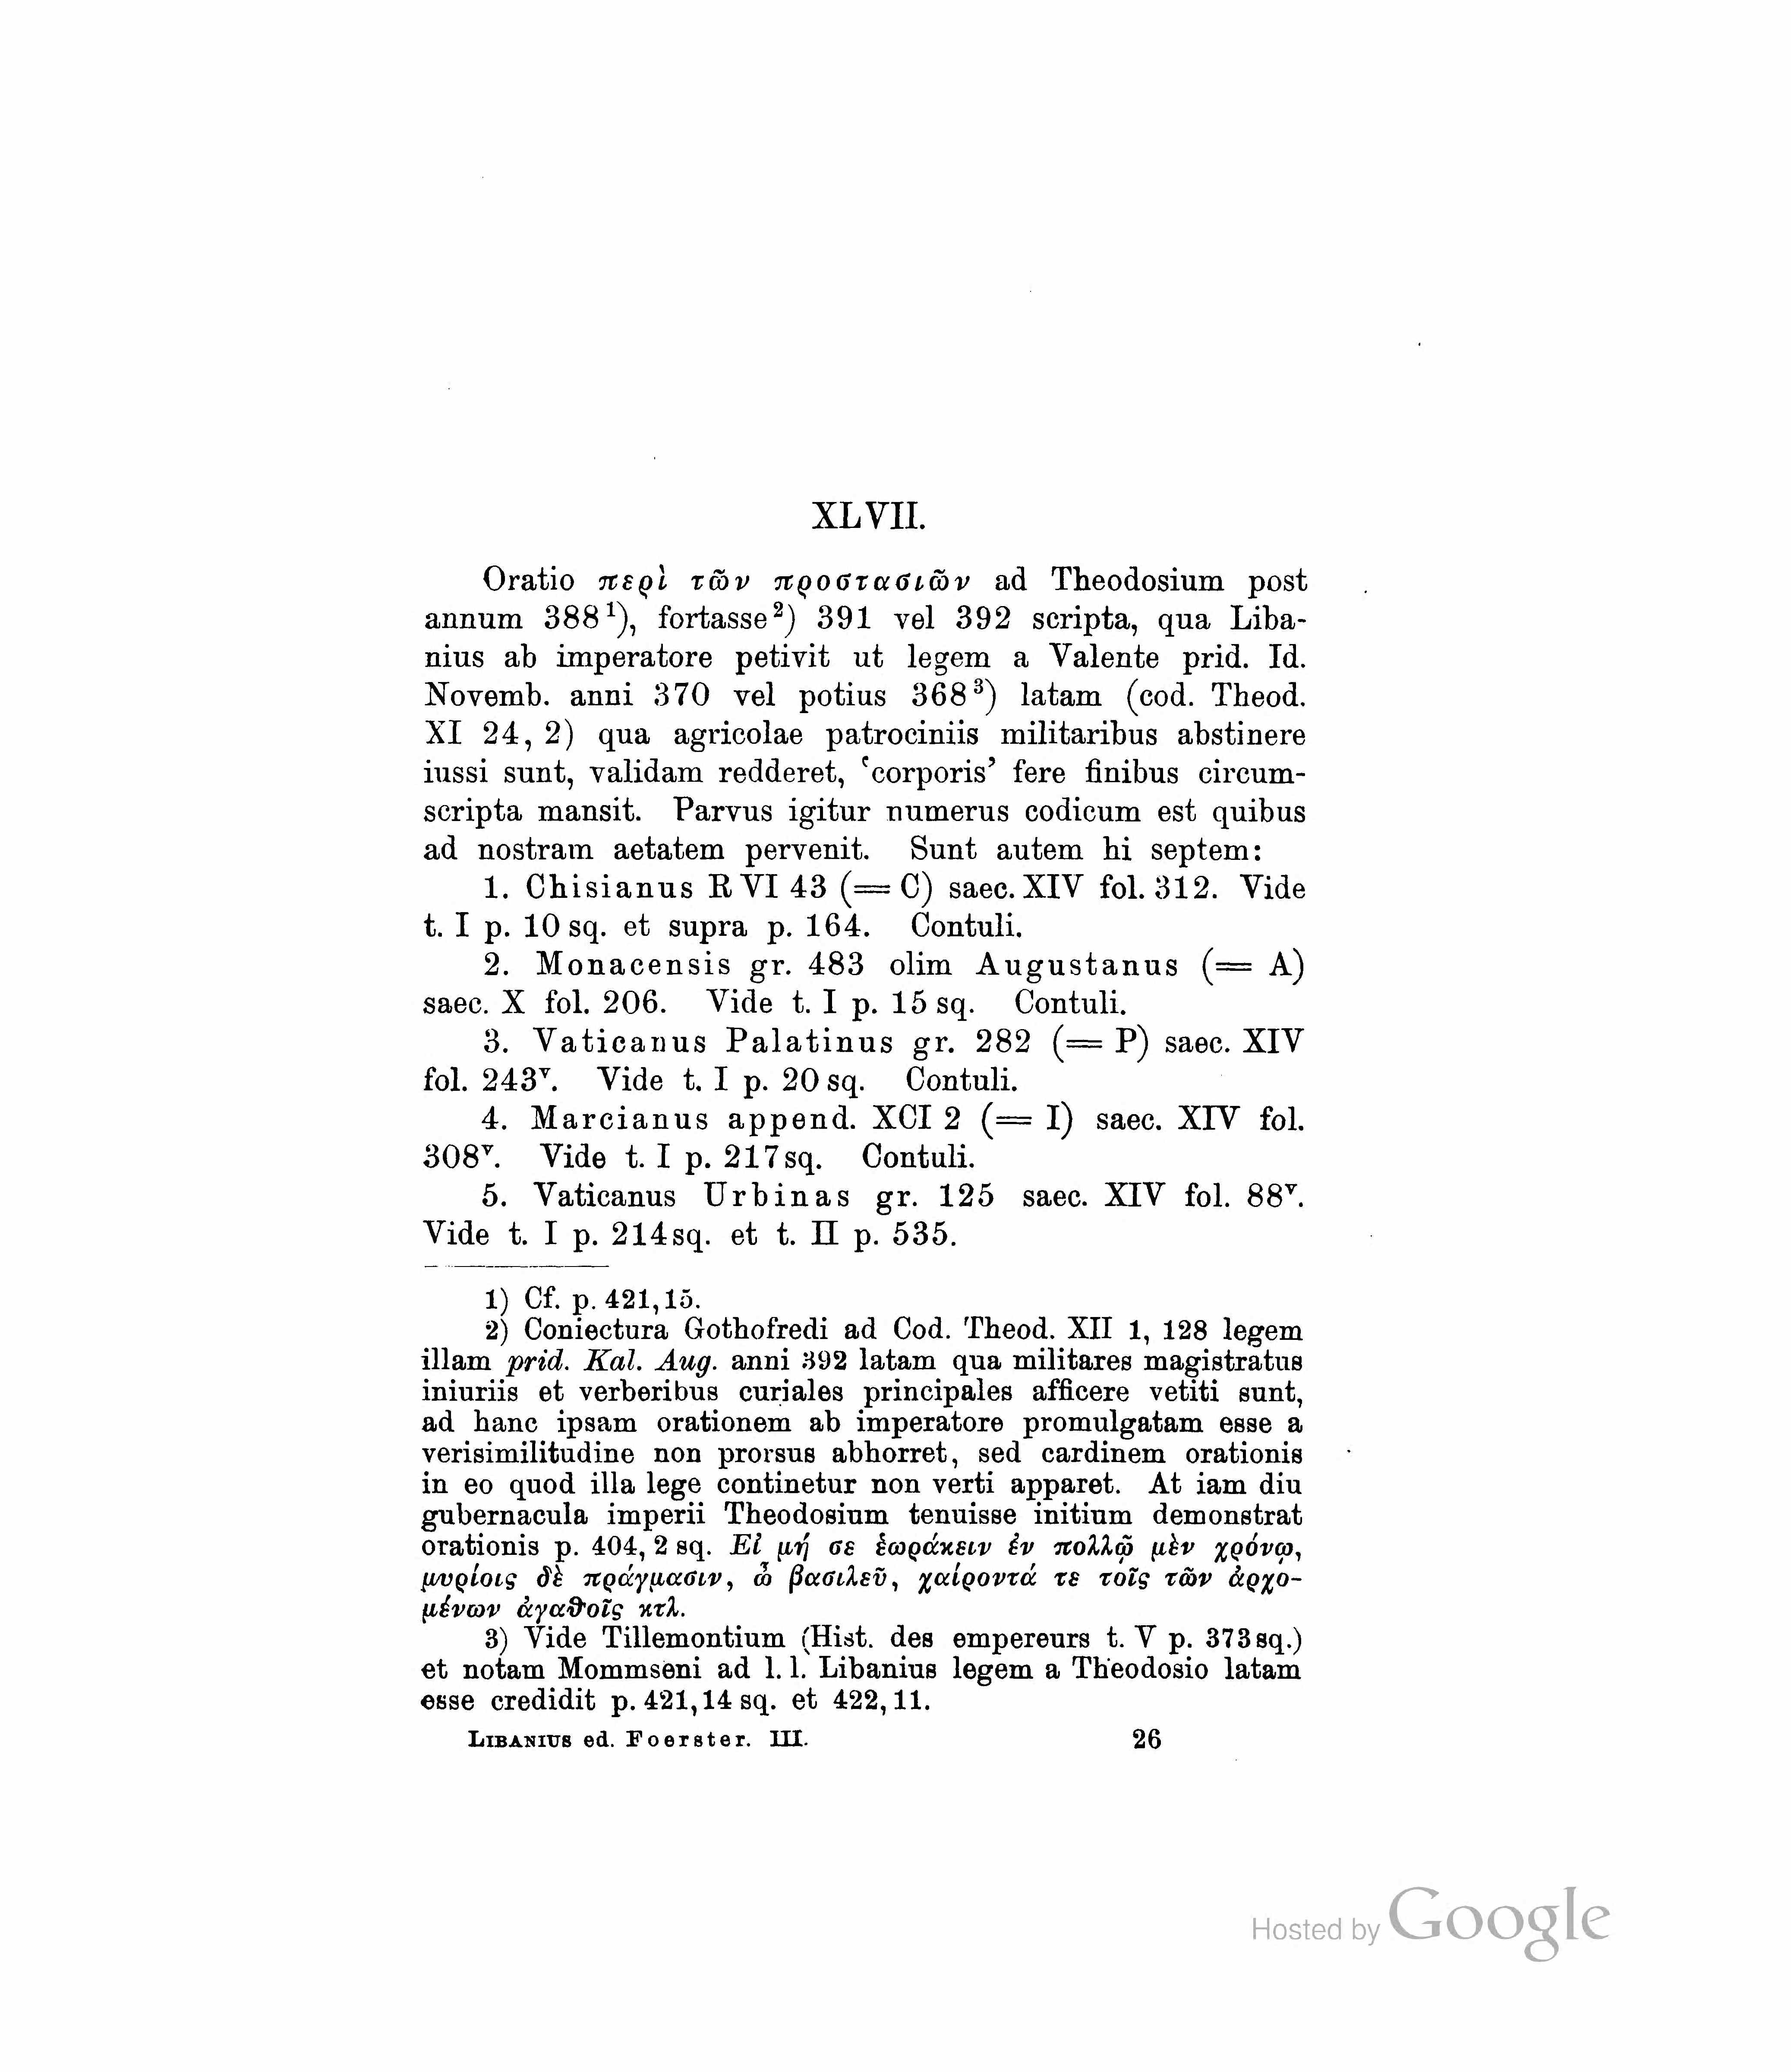 XLVII.
Oratio περὶ τῶν προστασιῶν ad Theodosium post
annum 388¹), fortasse²) 391 vel 392 scripta, qua Liba-
nius ab imperatore petivit ut legem a Valente prid. Id.
Novemb. anni 370 vel potius 368³) latam (cod. Theod.
XI 24, 2) qua agricolae patrociniis militaribus abstinere
iussi sunt, validam redderet, ‘corporis’ fere finibus circum-
scripta mansit. Parvus igitur numerus codicum est quibus
ad nostram aetatem pervenit. Sunt autem hi septem:
1. Chisianus R VI 43 (= C) saec. XIV fol. 312. Vide
t. I p. 10 sq. et supra p. 164. Contuli.
2. Monacensis gr. 483 olim Augustanus (= A)
saec. X fol. 206. Vide t. I p. 15 sq. Contuli.
3. Vaticanus Palatinus gr. 282 (= P) saec. XIV
fol. 243ᵛ. Vide t. I p. 20 sq. Contuli.
4. Marcianus append. XCI 2 (= I) saec. XIV fol.
308ᵛ. Vide t. I p. 217 sq. Contuli.
5. Vaticanus Urbinas gr. 125 saec. XIV fol. 88ᵛ.
Vide t. I p. 214 sq. et t. II p. 535.
1) Cf. p. 421,15.
2) Coniectura Gothofredi ad Cod. Theod. XII 1, 128 legem
illam prid. Kal. Aug. anni 392 latam qua militares magistratus
iniuriis et verberibus curiales principales afficere vetiti sunt,
ad hanc ipsam orationem ab imperatore promulgatam esse a
verisimilitudine non prorsus abhorret, sed cardinem orationis
in eo quod illa lege continetur non verti apparet. At iam diu
gubernacula imperii Theodosium tenuisse initium demonstrat
orationis p. 404, 2 sq. Εἰ μή σε ἑωράκειν ἐν πολλῷ μὲν χρόνῳ,
μυρίοις δὲ πράγμασιν, ὦ βασιλεῦ, χαίροντά τε τοῖς τῶν ἀρχο-
μένων ἀγαθοῖς κτλ.
3) Vide Tillemontium (Hist. des empereurs t. V p. 373 sq.)
et notam Mommseni ad l. l. Libanius legem a Theodosio latam
esse credidit p. 421,14 sq. et 422,11.
LIBANIUS ed. Foerster. III. 26
Hosted by Google